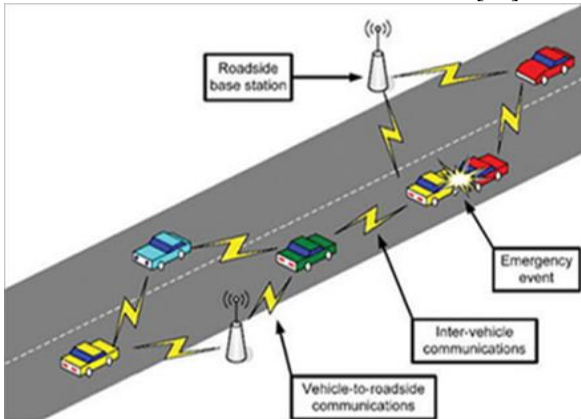 Roadside
base station
Emergency
event
Inter-vehicle
communications
Vehicle-to-roadside
communications